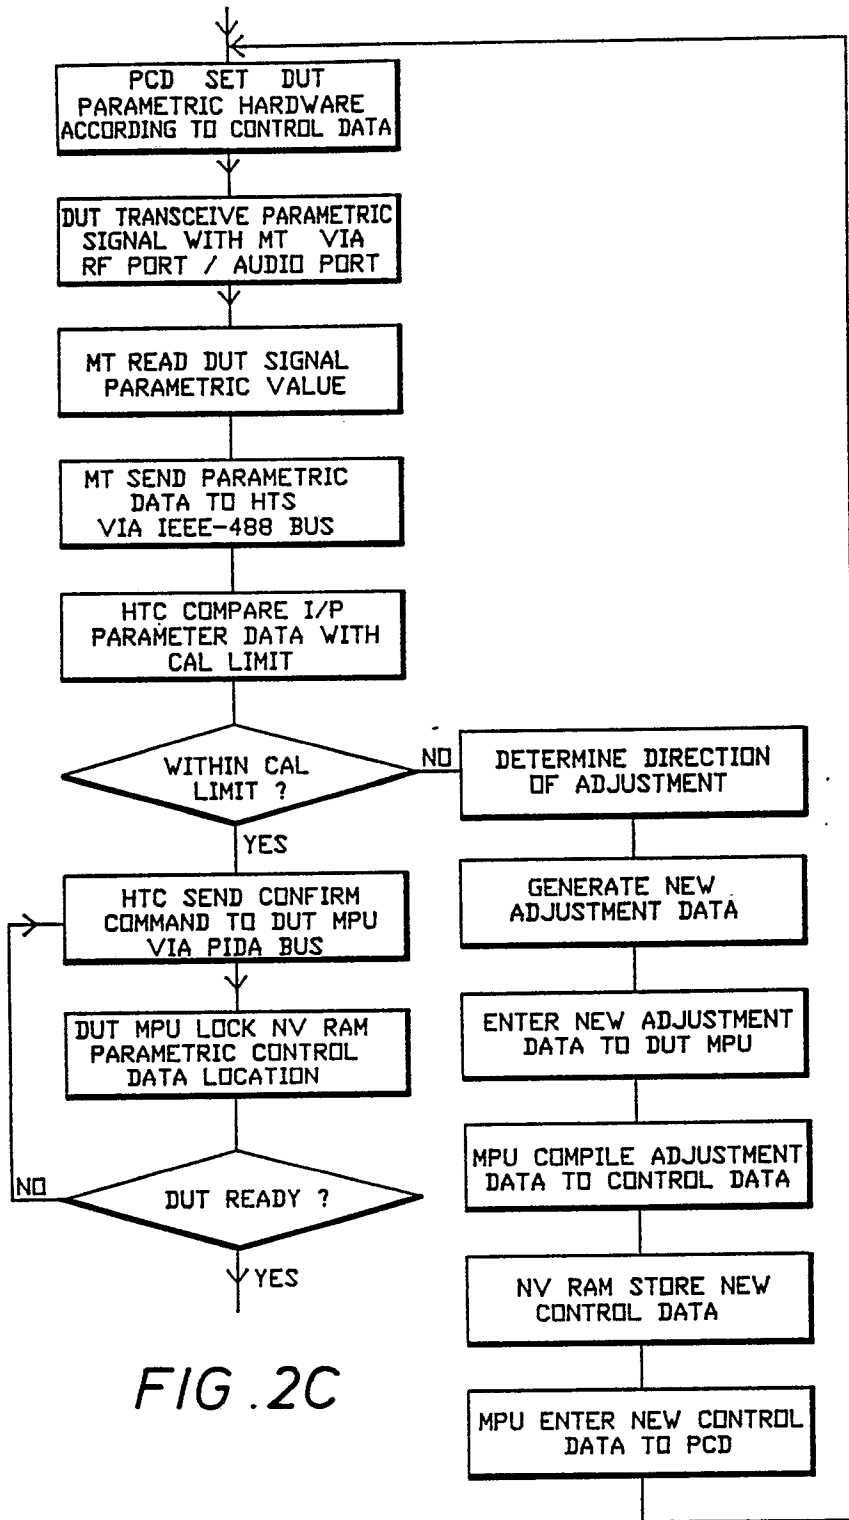 PCD SET DUT
PARAMETRIC HARDWARE
ACCORDING TO CONTROL DATA
DUT TRANSCEIVE PARAMETRIC
SIGNAL WITH MT VIA
RF PORT / AUDIO PORT
MT READ DUT SIGNAL
PARAMETRIC VALUE
MT SEND PARAMETRIC
DATA TO HTS
VIA IEEE-488 BUS
HTC COMPARE I/P
PARAMETER DATA WITH
CAL LIMIT
WITHIN CAL
LIMIT ?
NO
YES
HTC SEND CONFIRM
COMMAND TO DUT MPU
VIA PIDA BUS
DUT MPU LOCK NV RAM
PARAMETRIC CONTROL
DATA LOCATION
DUT READY ?
NO
YES
DETERMINE DIRECTION
OF ADJUSTMENT
GENERATE NEW
ADJUSTMENT DATA
ENTER NEW ADJUSTMENT
DATA TO DUT MPU
MPU COMPILE ADJUSTMENT
DATA TO CONTROL DATA
NV RAM STORE NEW
CONTROL DATA
MPU ENTER NEW CONTROL
DATA TO PCD
FIG.2C